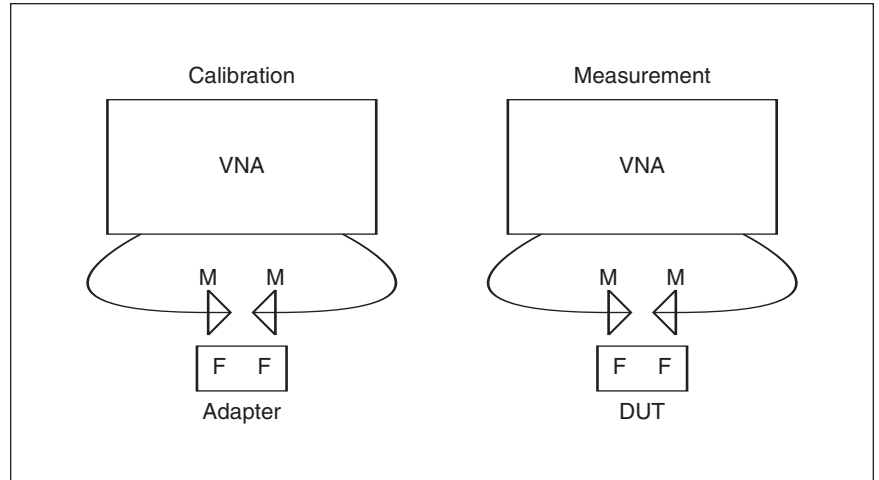 Calibration Measurement
VNA VNA
M M M M
F F F F
Adapter DUT